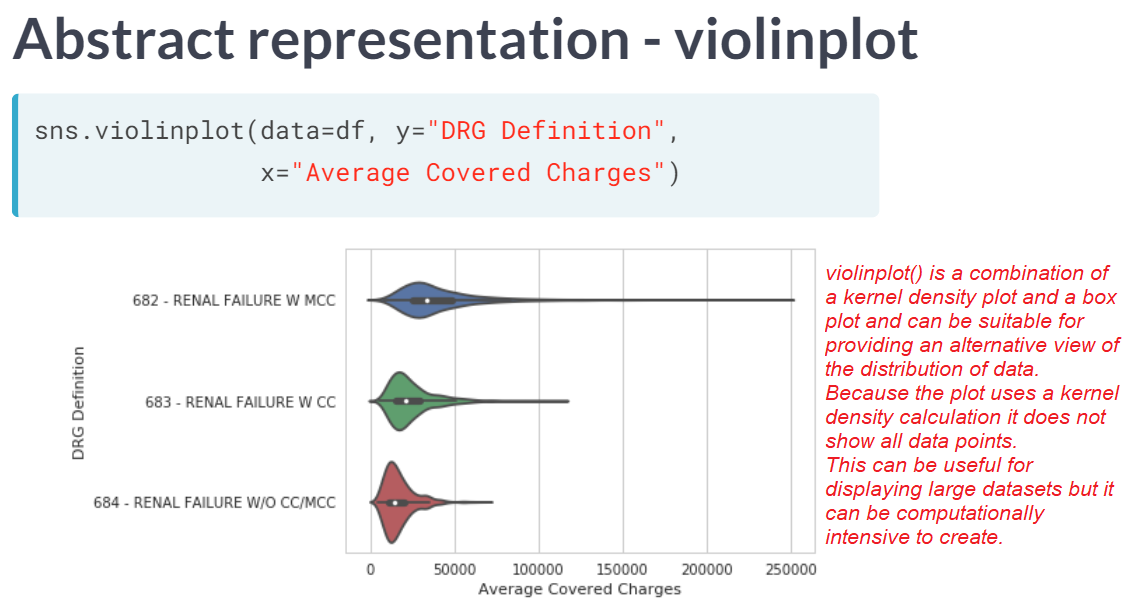 Abstract representation - violinplot
sns.violinplot(data=df, y="DRG Definition",
x="Average Covered Charges")
682 - RENAL FAILURE W MCC
683 - RENAL FAILURE W CC
684 - RENAL FAILURE W/O CC/MCC
DRG Definition
0 50000 100000 150000 200000 250000
Average Covered Charges
violinplot() is a combination of
a kernel density plot and a box
plot and can be suitable for
providing an alternative view of
the distribution of data.
Because the plot uses a kernel
density calculation it does not
show all data points.
This can be useful for
displaying large datasets but it
can be computationally
intensive to create.